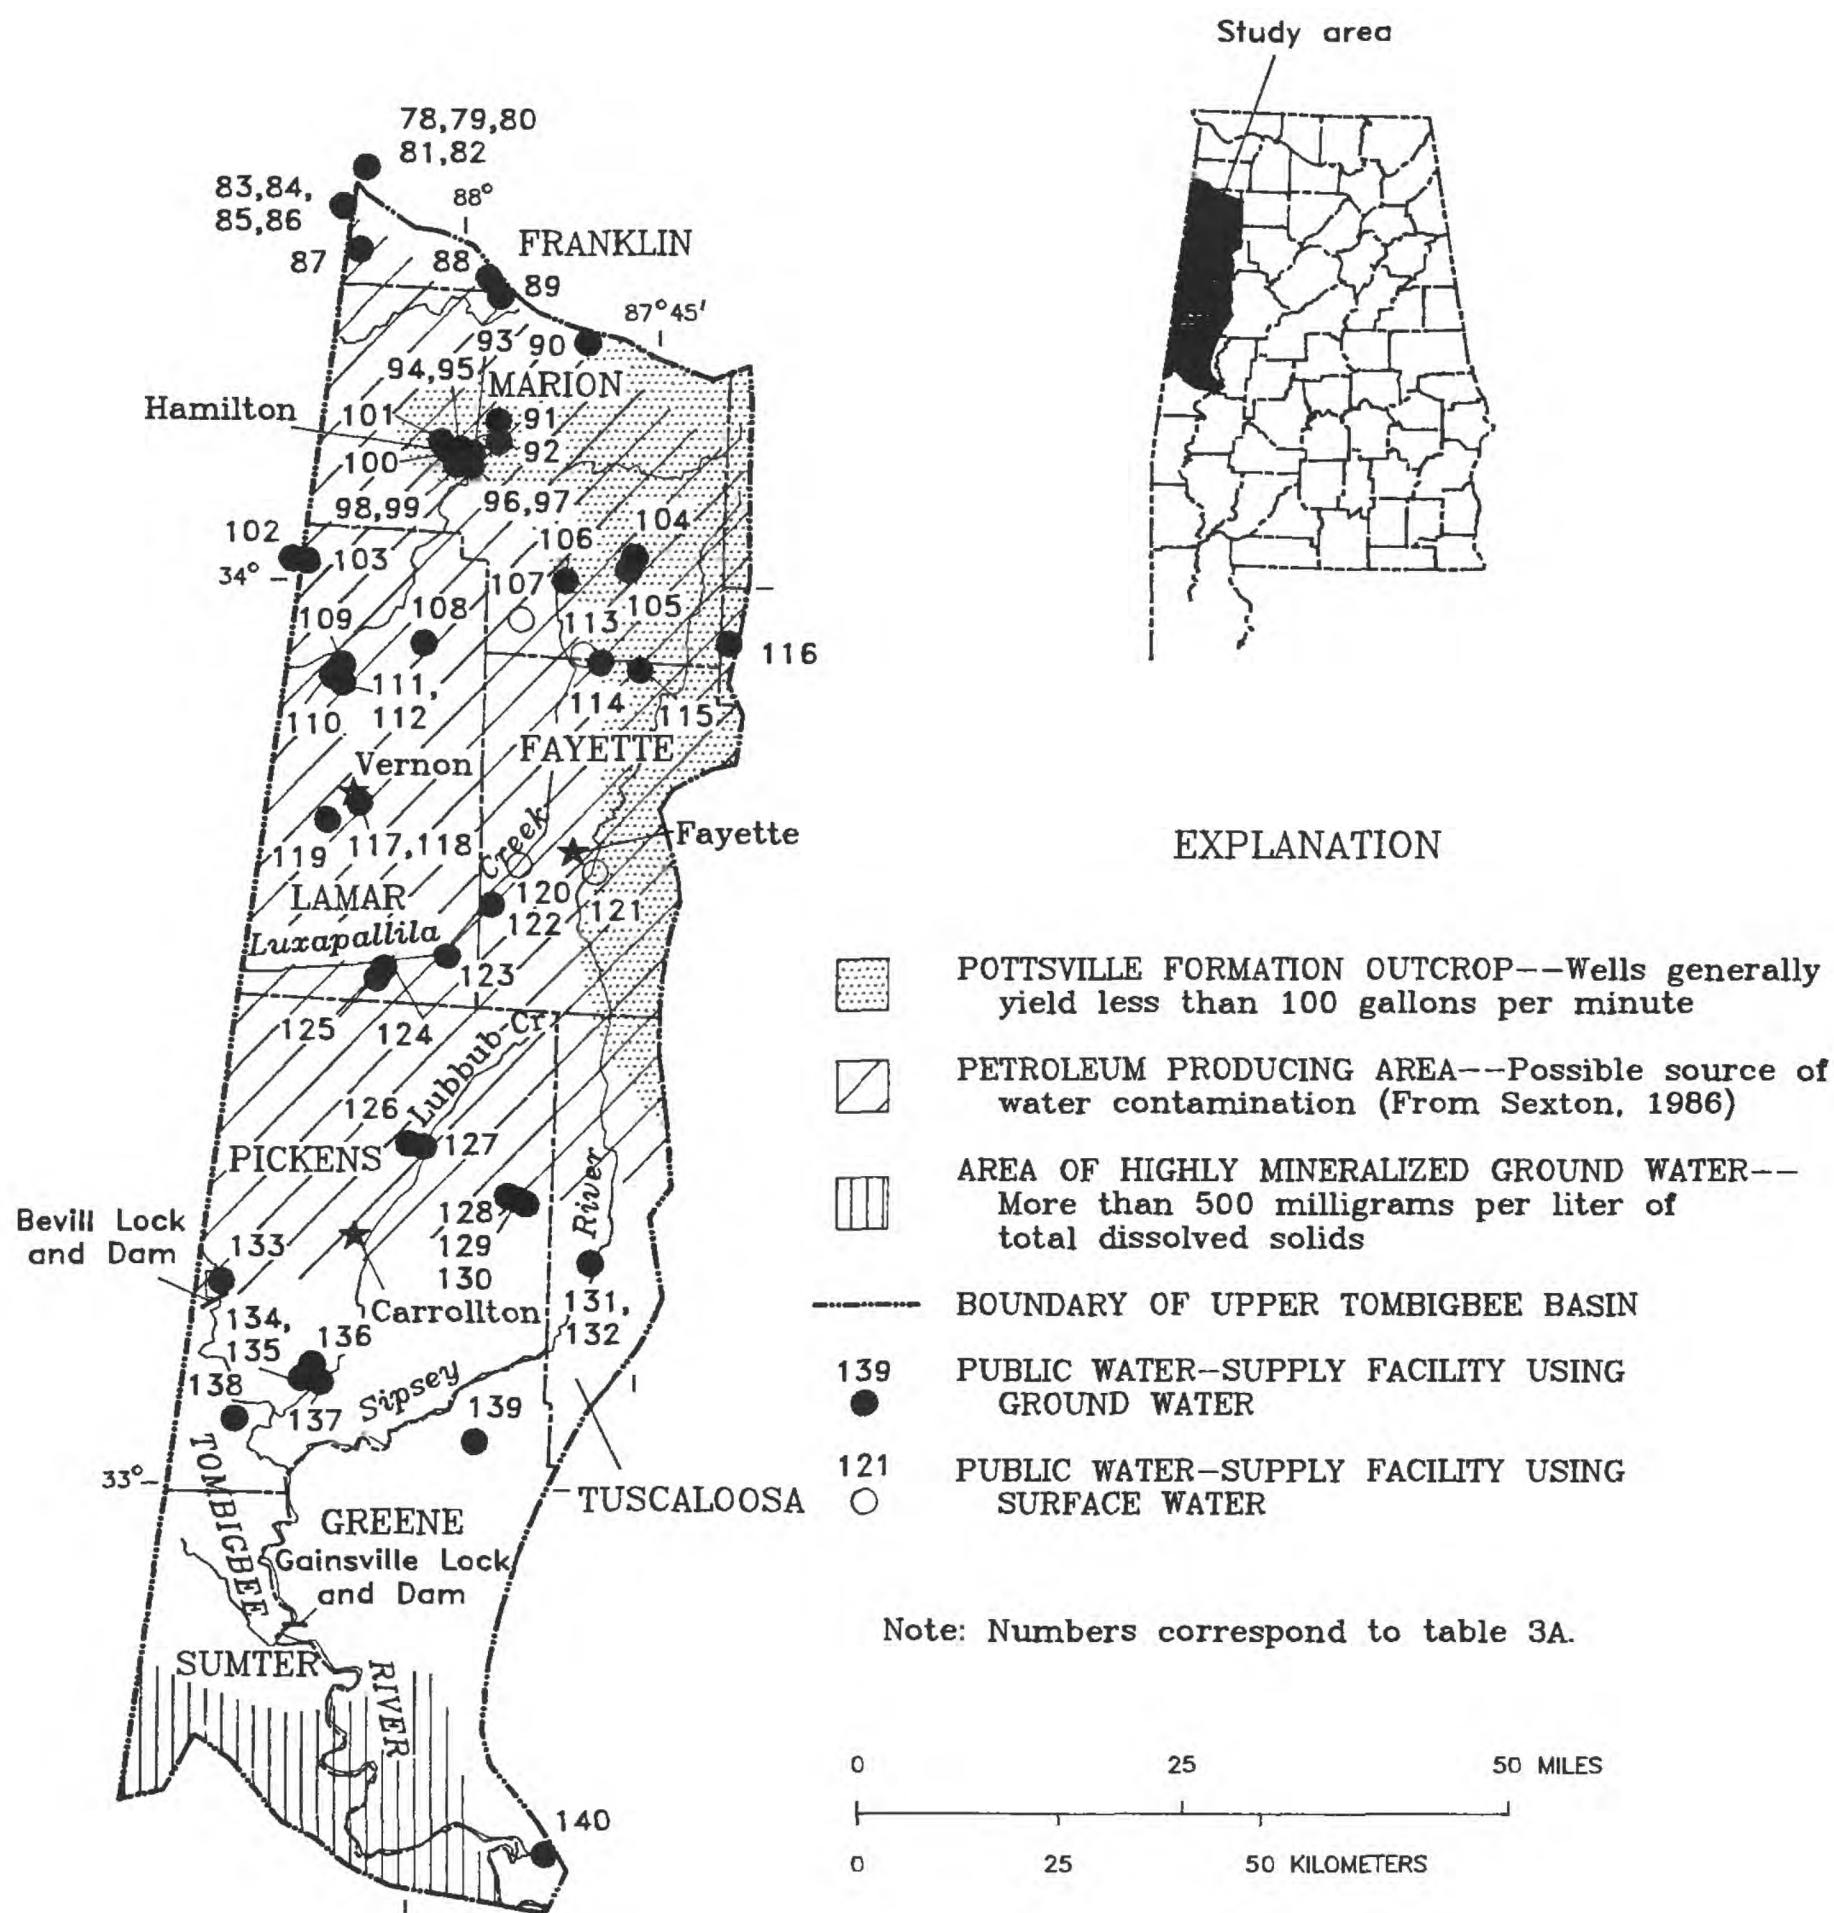 Study area
78,79,80
81,82
83,84,
85,86
88°
FRANKLIN
87
88
89
87°45'
93
90
94,95
MARION
Hamilton
101
91
92
100
98,99
96,97
104
102
103
106
34°
107
105
109
108
113
116
111,
112
110
114
115
FAYETTE
Vernon
Creek
Fayette
119
117,118
120
121
LAMAR
122
Luxapallila
123
125
124
Lubbub Cr
126
127
PICKENS
128
129
130
River
Bevill Lock
and Dam
133
131,
132
Carrollton
134,
135
136
138
137
Sipsey
139
33°
TOMBIGBEE
TUSCALOOSA
GREENE
Gainsville Lock
and Dam
SUMTER
RIVER
140
EXPLANATION
POTTSVILLE FORMATION OUTCROP--Wells generally
yield less than 100 gallons per minute
PETROLEUM PRODUCING AREA--Possible source of
water contamination (From Sexton, 1986)
AREA OF HIGHLY MINERALIZED GROUND WATER--
More than 500 milligrams per liter of
total dissolved solids
BOUNDARY OF UPPER TOMBIGBEE BASIN
139
PUBLIC WATER-SUPPLY FACILITY USING
GROUND WATER
121
PUBLIC WATER-SUPPLY FACILITY USING
SURFACE WATER
Note: Numbers correspond to table 3A.
0 25 50 MILES
0 25 50 KILOMETERS